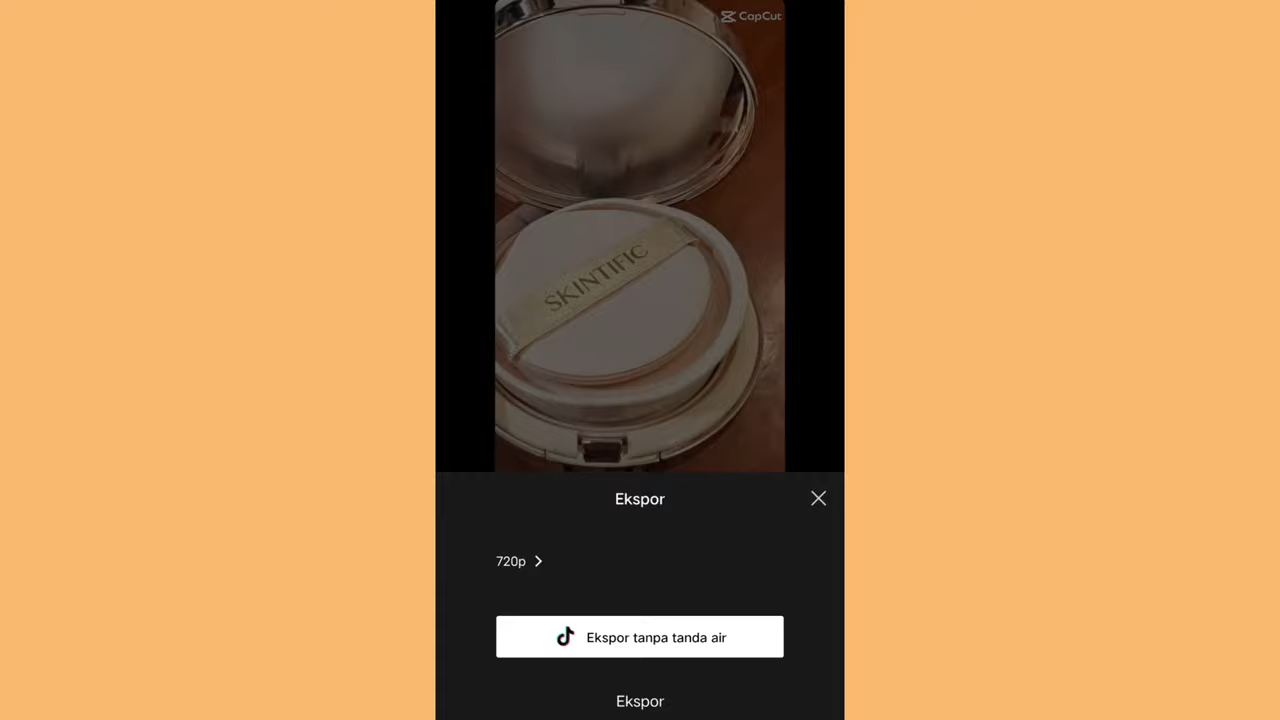 CapCut
SKINTIFIC
Ekspor
720p
Ekspor tanpa tanda air
Ekspor